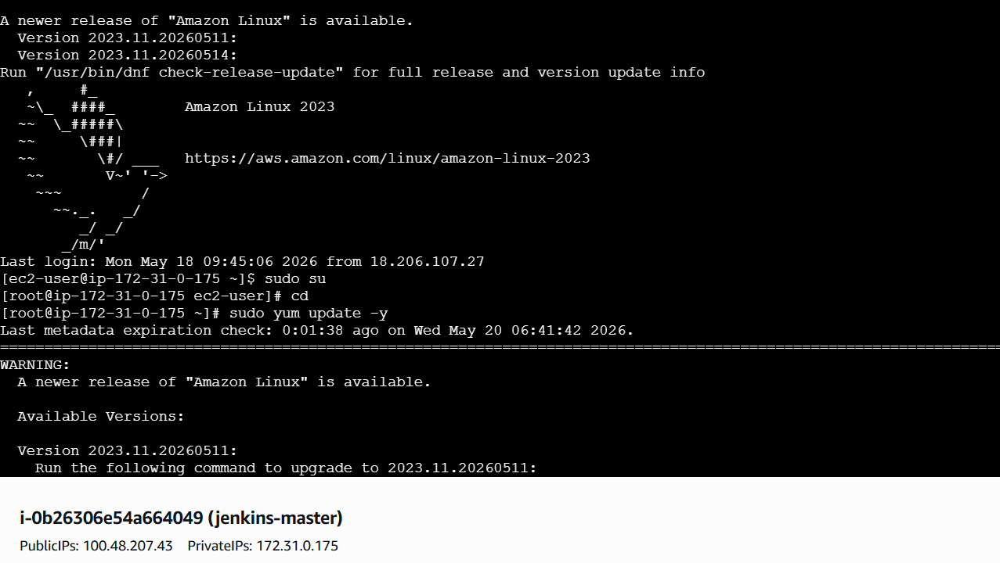 A newer release of "Amazon Linux" is available.
  Version 2023.11.20260511:
  Version 2023.11.20260514:
Run "/usr/bin/dnf check-release-update" for full release and version update info
   ,     #_
   ~\_  ####_        Amazon Linux 2023
  ~~  \_#####\
  ~~     \###|
  ~~       \#/ ___   https://aws.amazon.com/linux/amazon-linux-2023
   ~~       V~' '->
    ~~~         /
      ~~._.   _/
         _/ _/
       _/m/'
Last login: Mon May 18 09:45:06 2026 from 18.206.107.27
[ec2-user@ip-172-31-0-175 ~]$ sudo su
[root@ip-172-31-0-175 ec2-user]# cd
[root@ip-172-31-0-175 ~]# sudo yum update -y
Last metadata expiration check: 0:01:38 ago on Wed May 20 06:41:42 2026.
==================================================================================================================
WARNING:
  A newer release of "Amazon Linux" is available.

  Available Versions:

  Version 2023.11.20260511:
    Run the following command to upgrade to 2023.11.20260511:
i-0b26306e54a664049 (jenkins-master)
PublicIPs: 100.48.207.43    PrivateIPs: 172.31.0.175